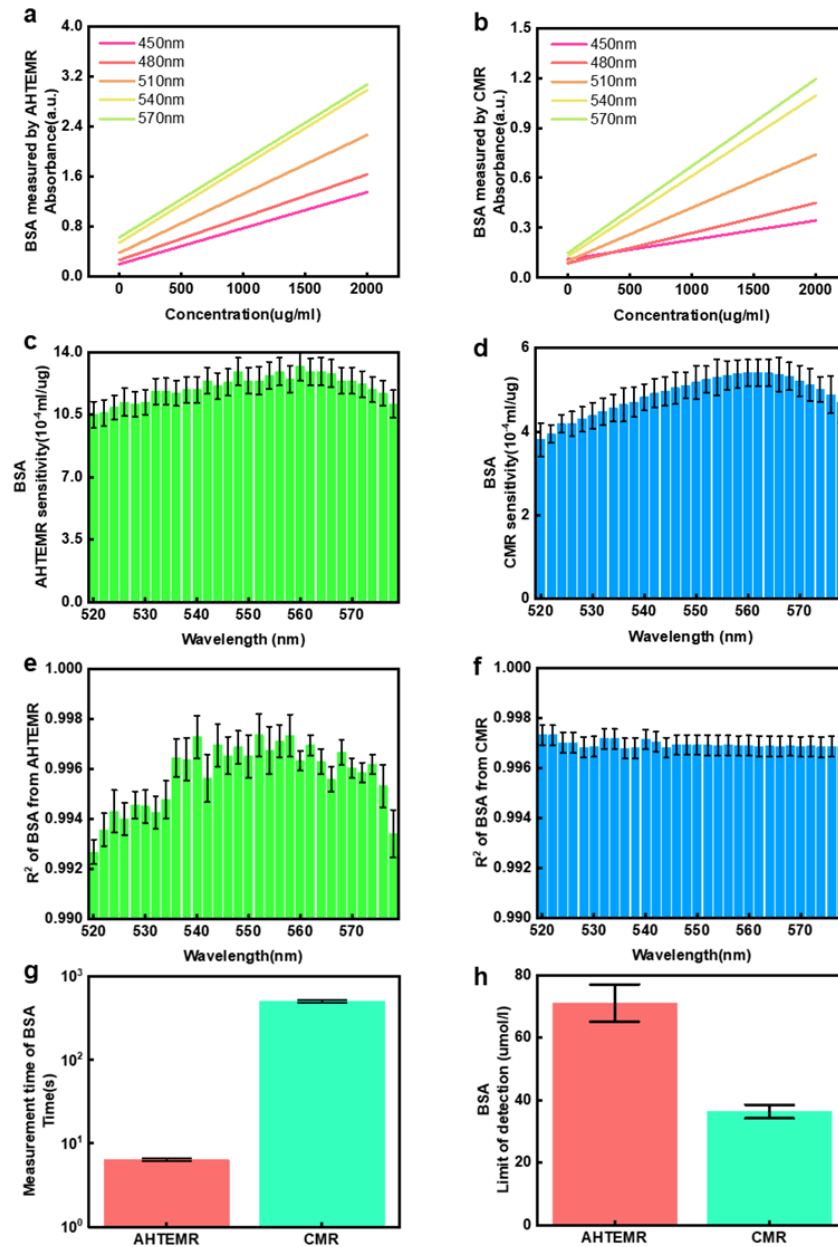 a
4.0
3.2
2.4
1.6
0.8
0.0
BSA measured by AHTEMR
Absorbance(a.u.)
450nm
480nm
510nm
540nm
570nm
0 500 1000 1500 2000
Concentration(ug/ml)
b
1.5
1.2
0.9
0.6
0.3
0.0
BSA measured by CMR
Absorbance(a.u.)
450nm
480nm
510nm
540nm
570nm
0 500 1000 1500 2000
Concentration(ug/ml)
c
14.0
10.5
7.0
3.5
0.0
BSA
AHTEMR sensitivity(10⁻⁴ml/ug)
520 530 540 550 560 570
Wavelength (nm)
d
6
4
2
0
BSA
CMR sensitivity(10⁻⁴ml/ug)
520 530 540 550 560 570
Wavelength (nm)
e
1.000
0.998
0.996
0.994
0.992
0.990
R² of BSA from AHTEMR
520 530 540 550 560 570
Wavelength(nm)
f
1.000
0.998
0.996
0.994
0.992
0.990
R² of BSA from CMR
520 530 540 550 560 570
Wavelength(nm)
g
10³
10²
10¹
10⁰
Measurement time of BSA
Time(s)
AHTEMR CMR
h
80
60
40
20
0
BSA
Limit of detection (umol/l)
AHTEMR CMR